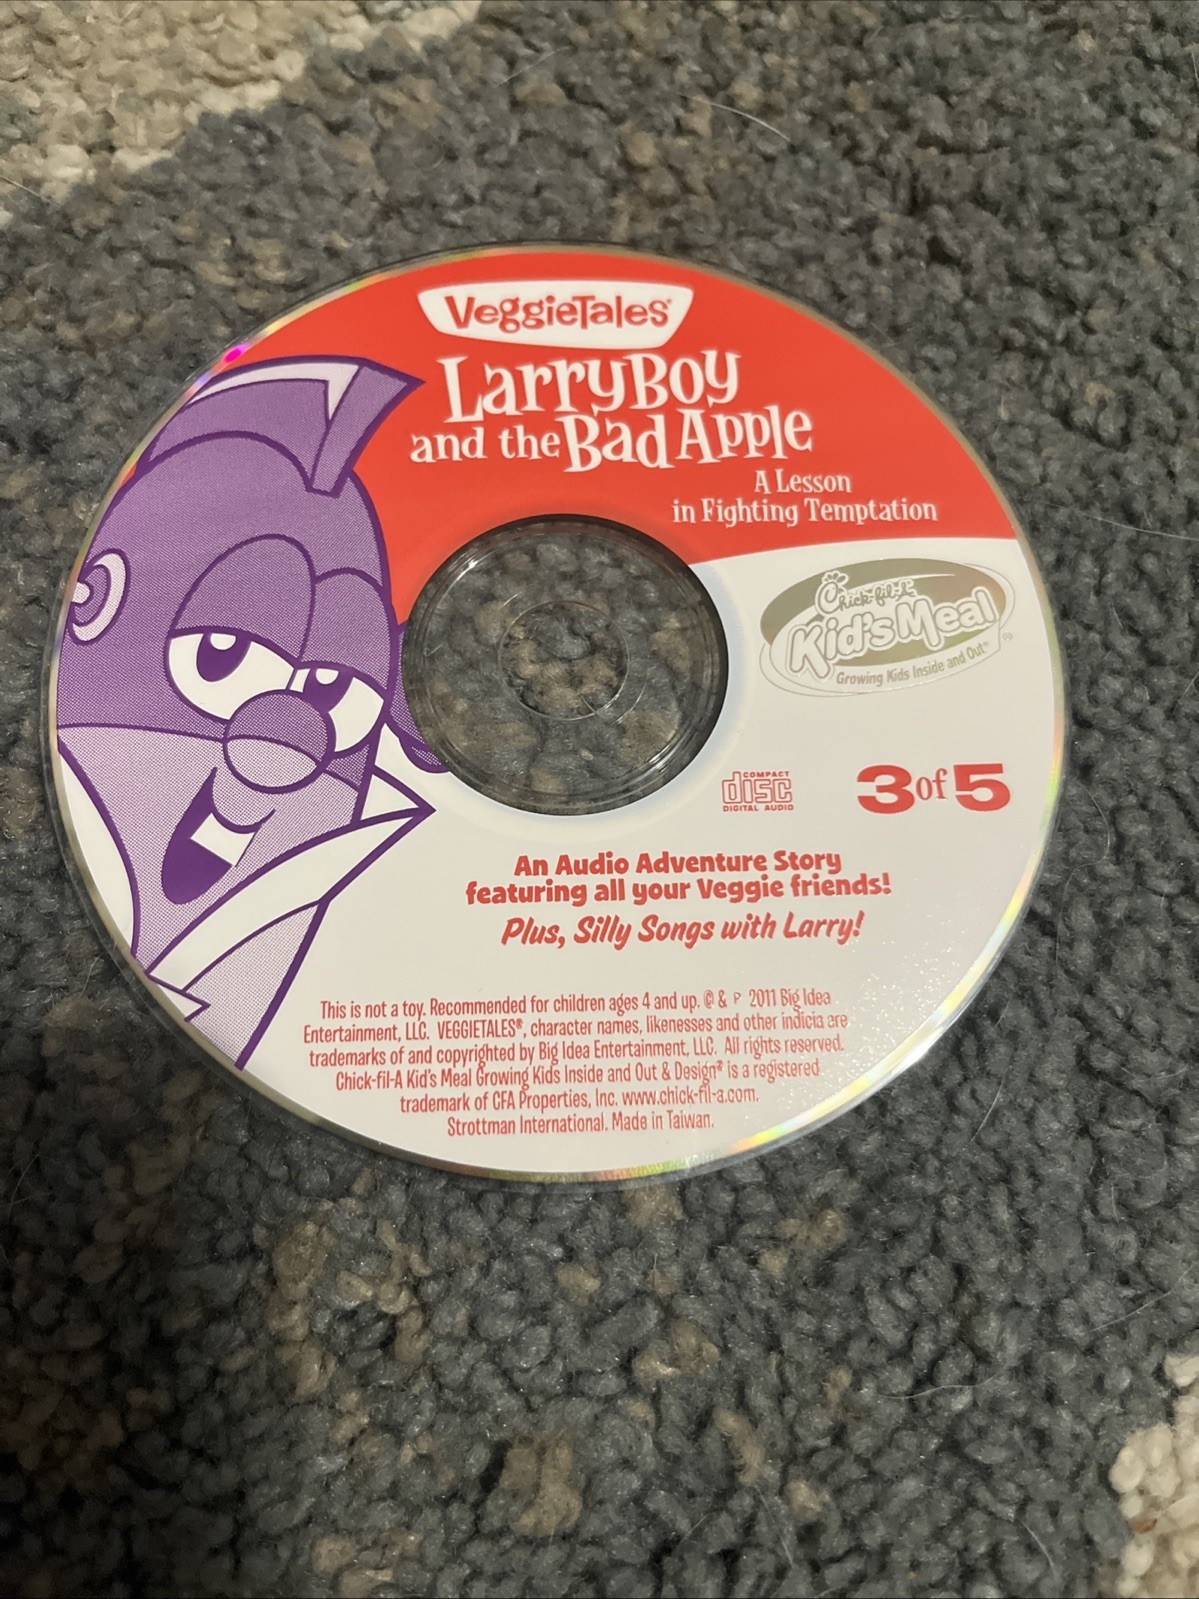 VeggieTales®
LarryBoy
and the Bad Apple
A Lesson
in Fighting Temptation
Chick-fil-A
Kid's Meal
Growing Kids Inside and Out®
COMPACT
disc
DIGITAL AUDIO
3 of 5
An Audio Adventure Story
featuring all your Veggie friends!
Plus, Silly Songs with Larry!
This is not a toy. Recommended for children ages 4 and up. © & P 2011 Big Idea
Entertainment, LLC. VEGGIETALES®, character names, likenesses and other indicia are
trademarks of and copyrighted by Big Idea Entertainment, LLC. All rights reserved.
Chick-fil-A Kid's Meal Growing Kids Inside and Out & Design® is a registered
trademark of CFA Properties, Inc. www.chick-fil-a.com.
Strottman International. Made in Taiwan.